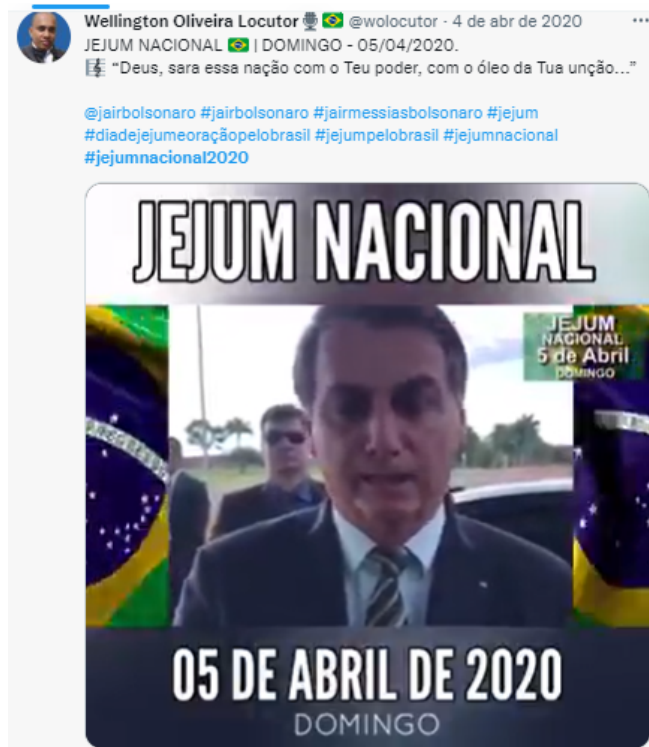 Wellington Oliveira Locutor 🎙️🇧🇷 @wolocutor · 4 de abr de 2020 ...
JEJUM NACIONAL 🇧🇷 | DOMINGO - 05/04/2020.
🎼 “Deus, sara essa nação com o Teu poder, com o óleo da Tua unção...”
@jairbolsonaro #jairbolsonaro #jairmessiasbolsonaro #jejum
#diadejejumeoraçãopelobrasil #jejumpelobrasil #jejumnacional
#jejumnacional2020
JEJUM NACIONAL
JEJUM
NACIONAL
5 de Abril
DOMINGO
05 DE ABRIL DE 2020
DOMINGO